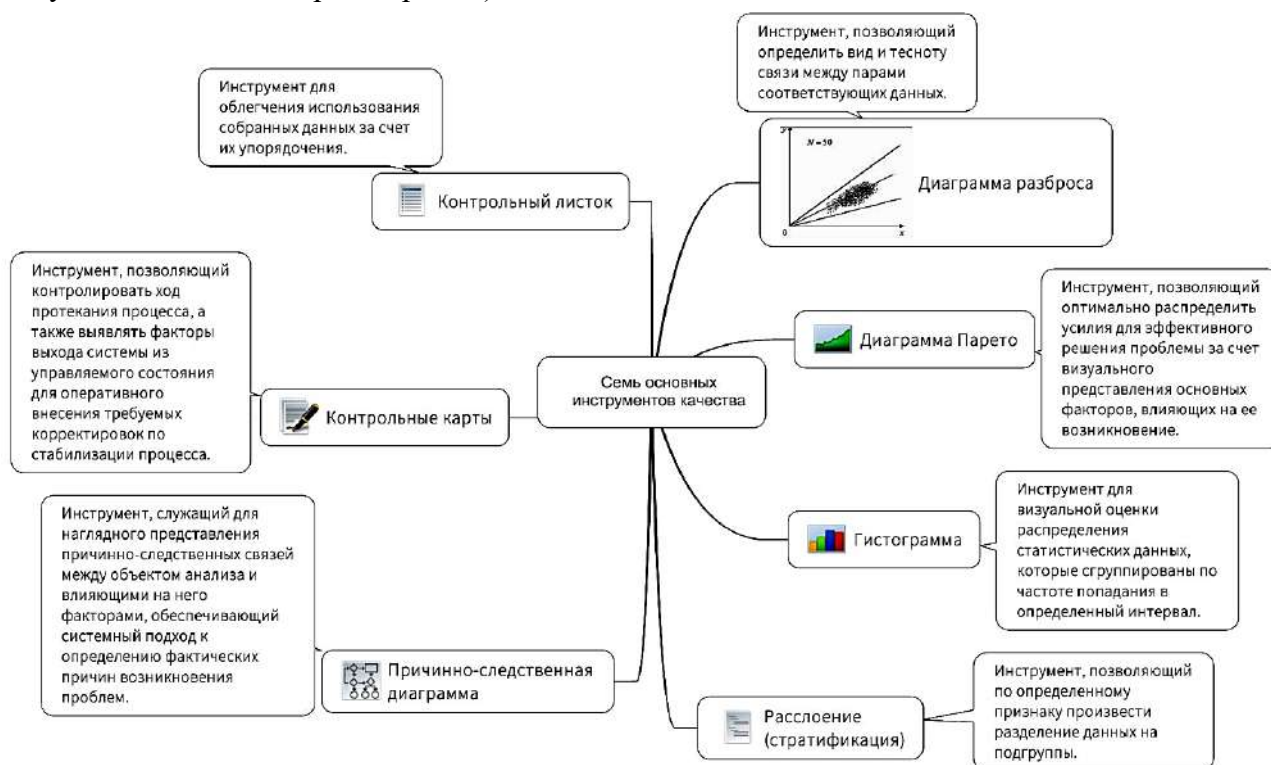 Инструмент, позволяющий
определить вид и тесноту
связи между парами
соответствующих данных.
Инструмент для
облегчения использования
собранных данных за счет
их упорядочения.
y
N = 50
0
x
Диаграмма разброса
Контрольный листок
Инструмент, позволяющий
контролировать ход
протекания процесса, а
также выявлять факторы
выхода системы из
управляемого состояния
для оперативного
внесения требуемых
корректировок по
стабилизации процесса.
Контрольные карты
Семь основных
инструментов качества
Диаграмма Парето
Инструмент, позволяющий
оптимально распределить
усилия для эффективного
решения проблемы за счет
визуального
представления основных
факторов, влияющих на ее
возникновение.
Гистограмма
Инструмент для
визуальной оценки
распределения
статистических данных,
которые сгруппированы по
частоте попадания в
определенный интервал.
Инструмент, служащий для
наглядного представления
причинно-следственных связей
между объектом анализа и
влияющими на него
факторами, обеспечивающий
системный подход к
определению фактических
причин возникновения
проблем.
Причинно-следственная
диаграмма
Расслоение
(стратификация)
Инструмент, позволяющий
по определенному
признаку произвести
разделение данных на
подгруппы.